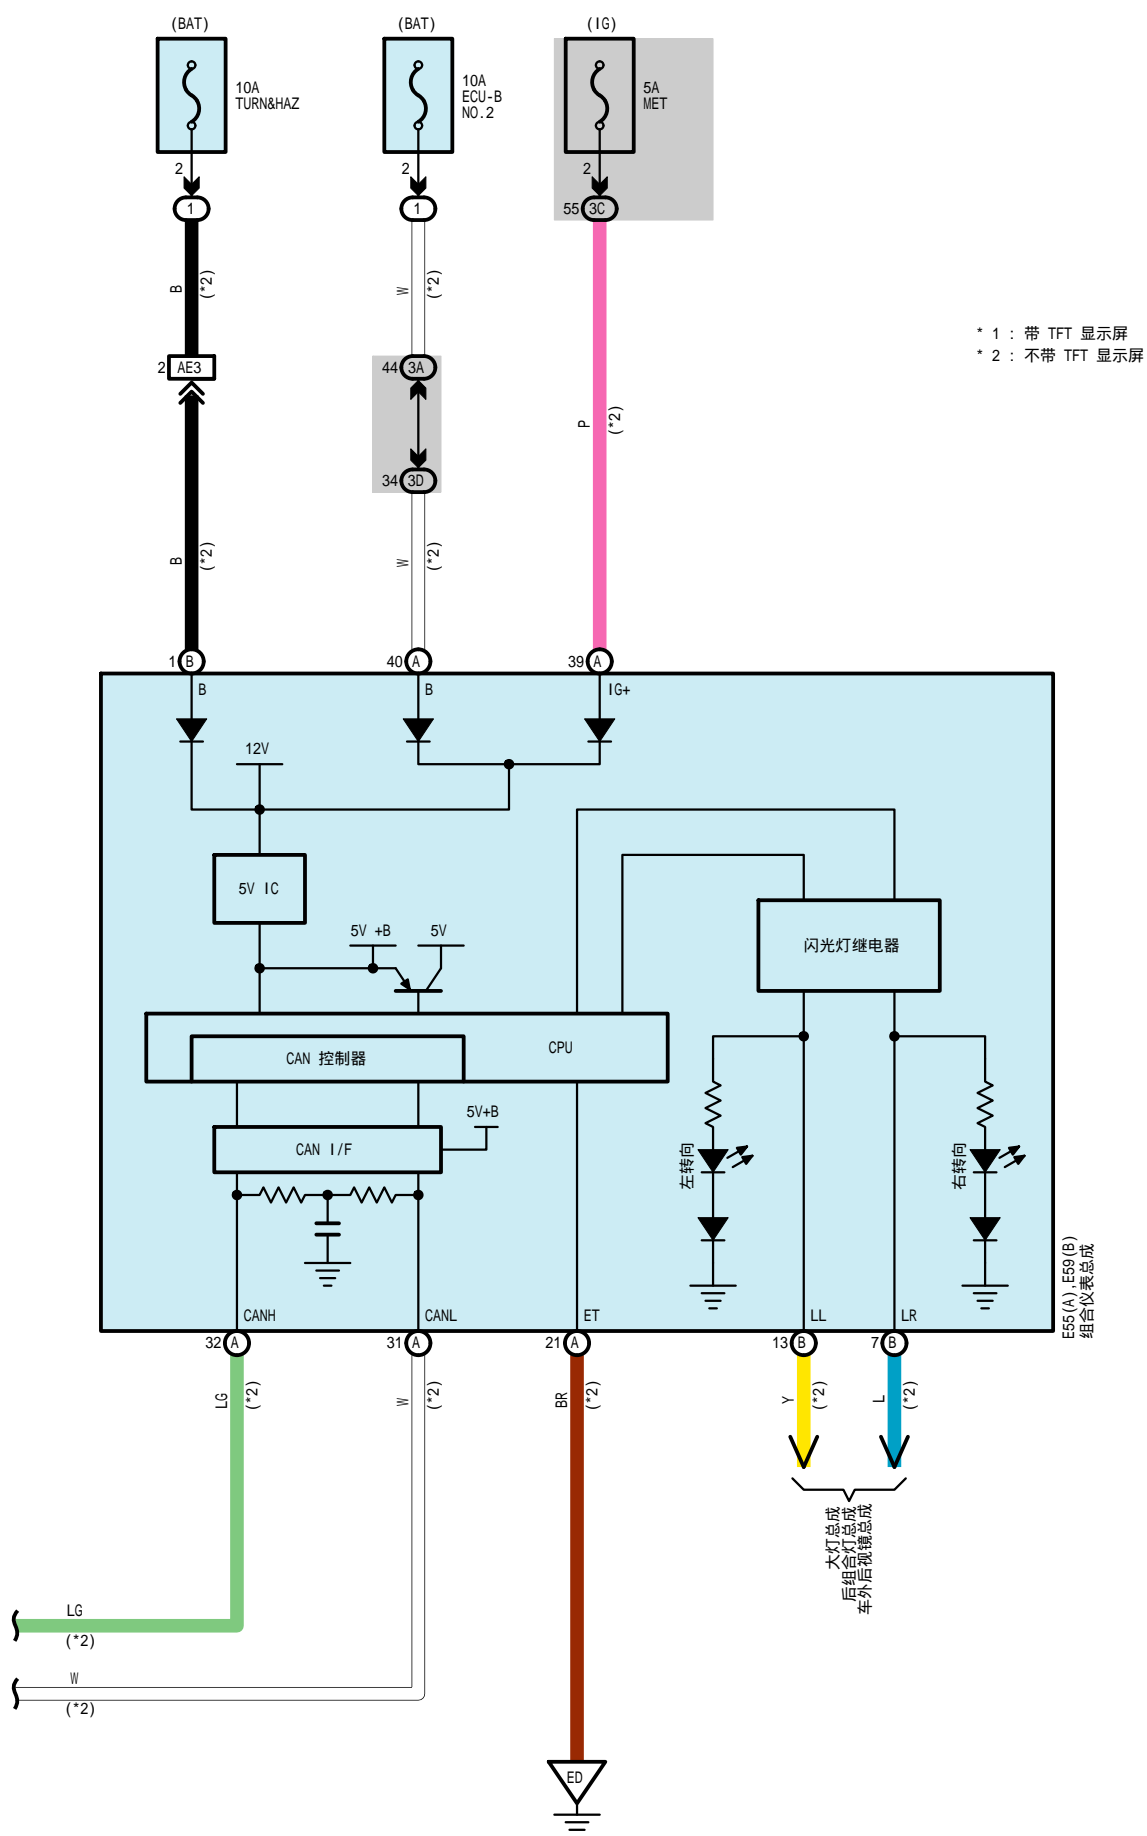 (BAT)
(BAT)
(IG)
10A
TURN&HAZ
10A
ECU-B
NO.2
5A
MET
2
2
2
1
1
55 3C
B
(*2)
W
(*2)
* 1 : 带 TFT 显示屏
* 2 : 不带 TFT 显示屏
2 AE3
44 3A
P
(*2)
34 3D
B
(*2)
W
(*2)
1 B
40 A
39 A
B
B
IG+
12V
5V IC
5V +B
5V
闪光灯继电器
CPU
CAN 控制器
5V+B
CAN I/F
左转向
右转向
E55(A),E59(B)
组合仪表总成
CANH
CANL
ET
LL
LR
32 A
31 A
21 A
13 B
7 B
LG
(*2)
W
(*2)
BR
(*2)
Y
(*2)
L
(*2)
大灯总成
后组合灯总成
车外后视镜总成
LG
(*2)
W
(*2)
ED